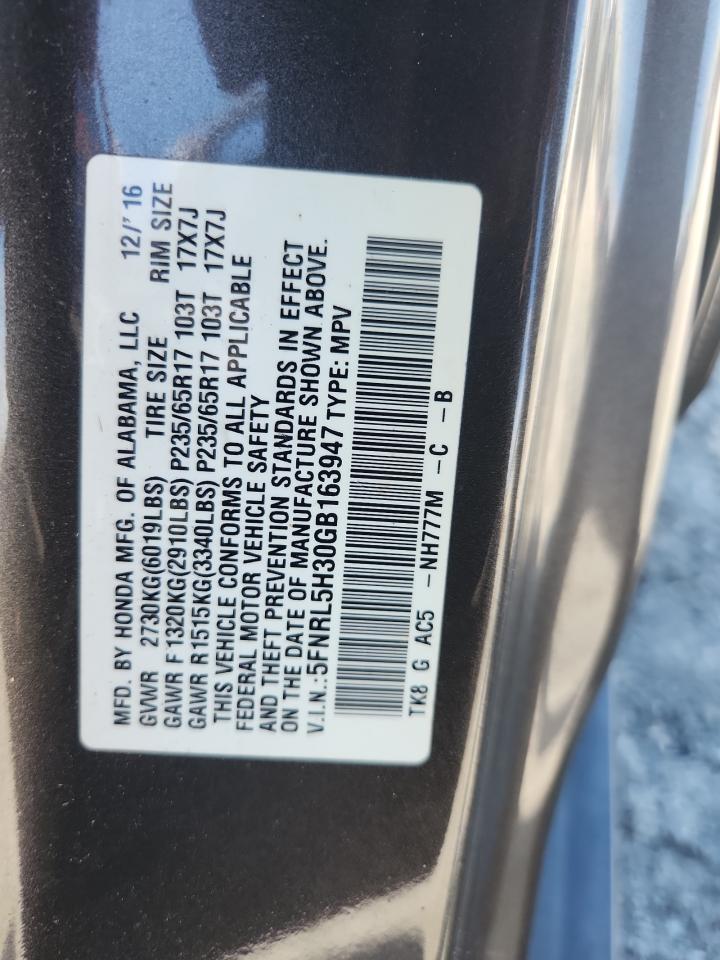 MFD. BY HONDA MFG. OF ALABAMA, LLC 12/'16
GVWR 2730KG(6019LBS) TIRE SIZE RIM SIZE
GAWR F1320KG(2910LBS) P235/65R17 103T 17X7J
GAWR R1515KG(3340LBS) P235/65R17 103T 17X7J
THIS VEHICLE CONFORMS TO ALL APPLICABLE
FEDERAL MOTOR VEHICLE SAFETY
AND THEFT PREVENTION STANDARDS IN EFFECT
ON THE DATE OF MANUFACTURE SHOWN ABOVE.
V.I.N.:5FNRL5H30GB163947 TYPE: MPV
TK8 G AC5 -NH777M -C -B